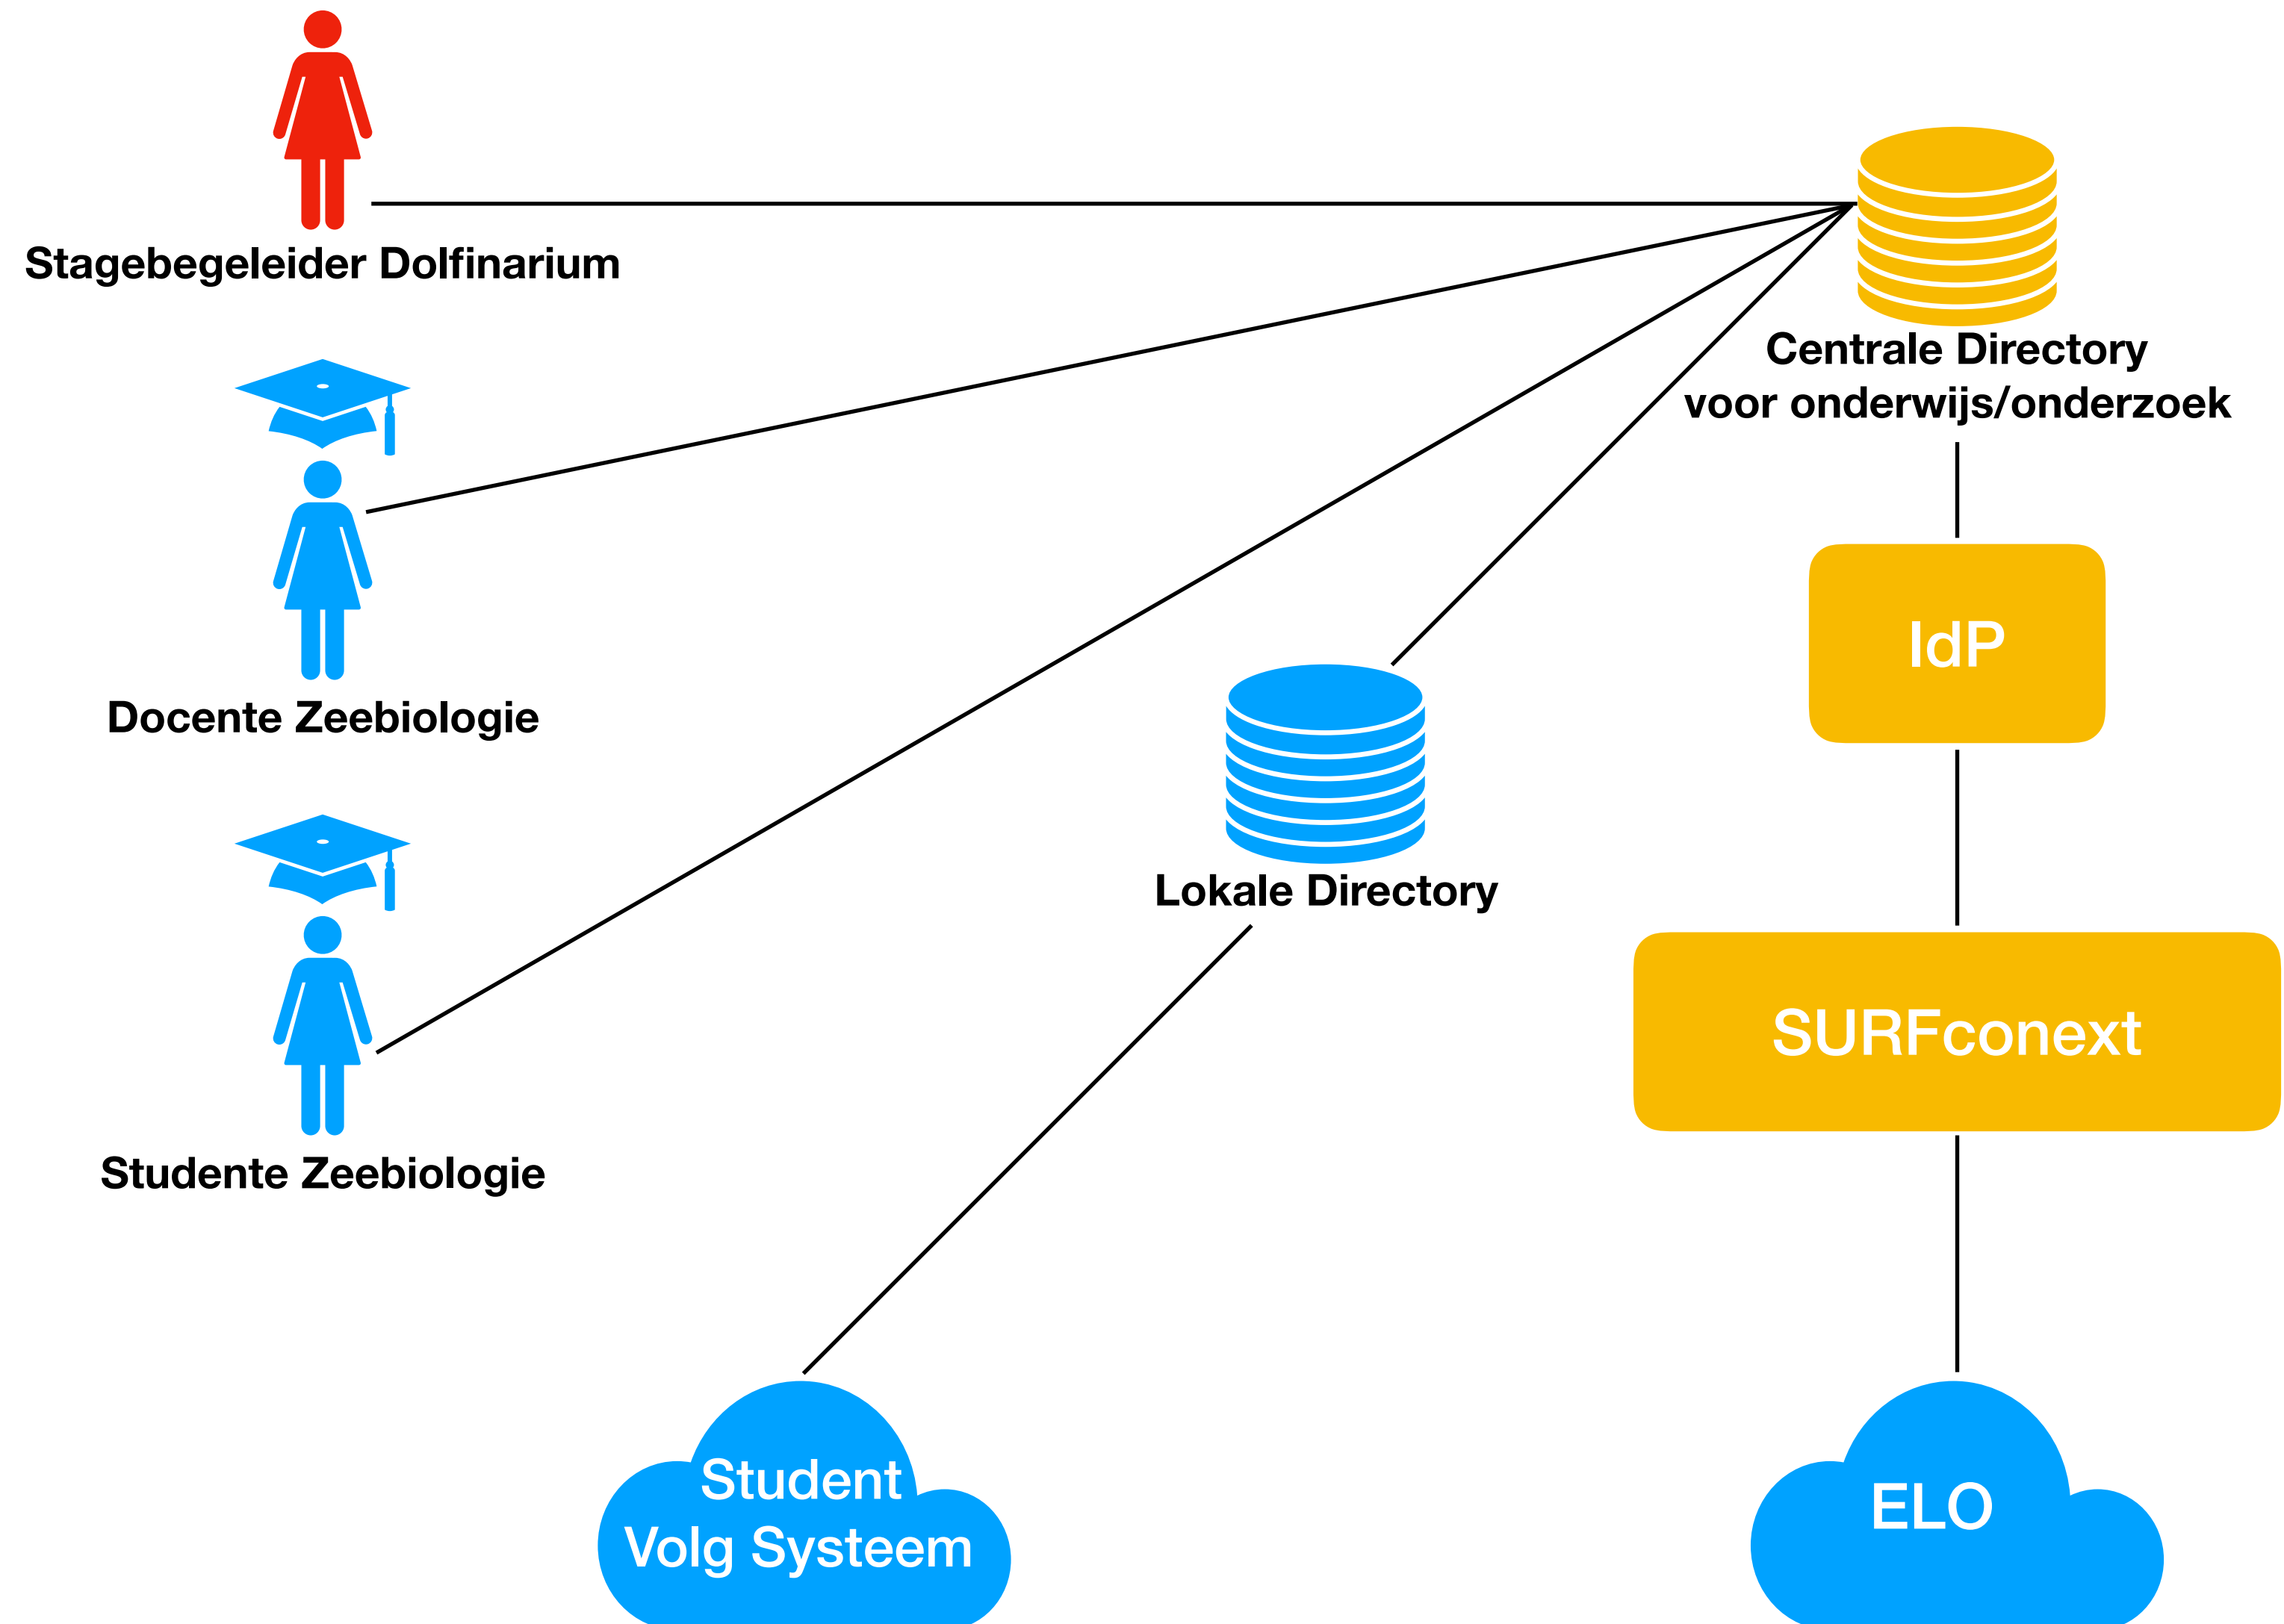 Stagebegeleider Dolfinarium
Centrale Directory
voor onderwijs/onderzoek
IdP
Docente Zeebiologie
Lokale Directory
SURFconext
Studente Zeebiologie
Student
Volg Systeem
ELO